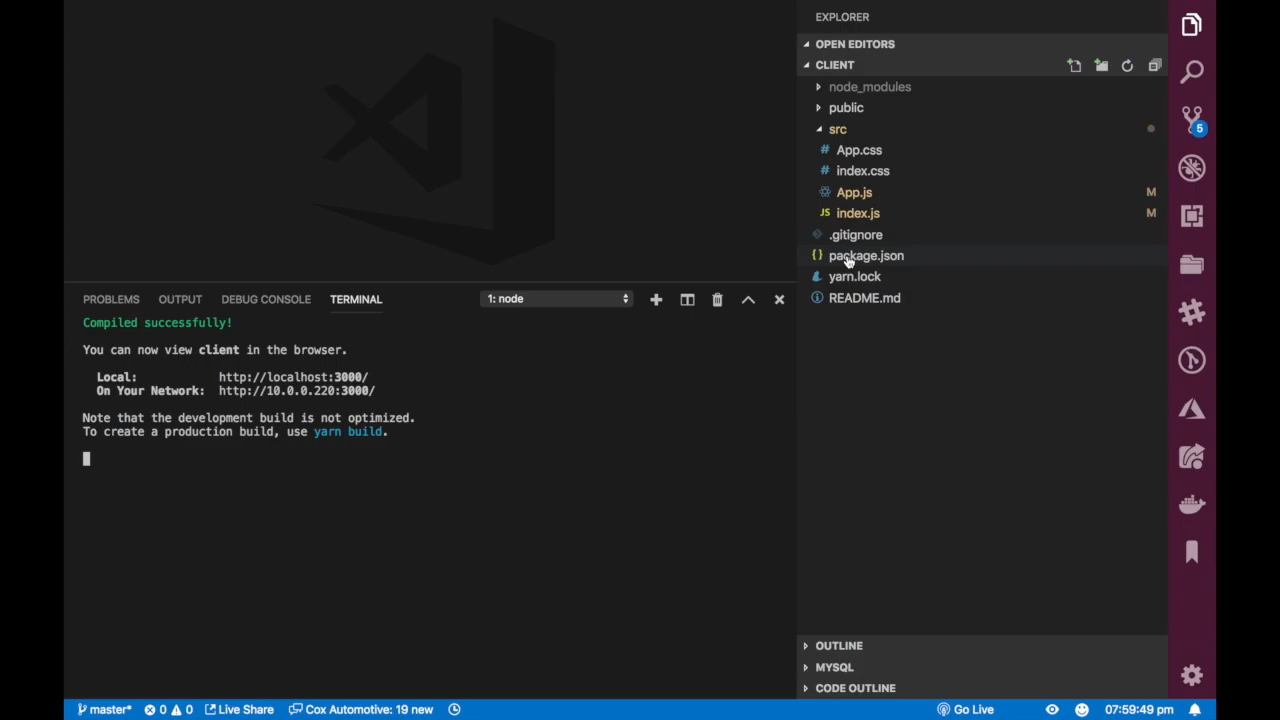 EXPLORER
OPEN EDITORS
CLIENT
node_modules
public
src
# App.css
# index.css
App.js M
JS index.js M
.gitignore
{} package.json
yarn.lock
README.md
OUTLINE
MYSQL
CODE OUTLINE
5
PROBLEMS OUTPUT DEBUG CONSOLE TERMINAL 1: node
Compiled successfully!
You can now view client in the browser.
Local: http://localhost:3000/
On Your Network: http://10.0.0.220:3000/
Note that the development build is not optimized.
To create a production build, use yarn build.
master* 0 0 Live Share Cox Automotive: 19 new Go Live 07:59:49 pm